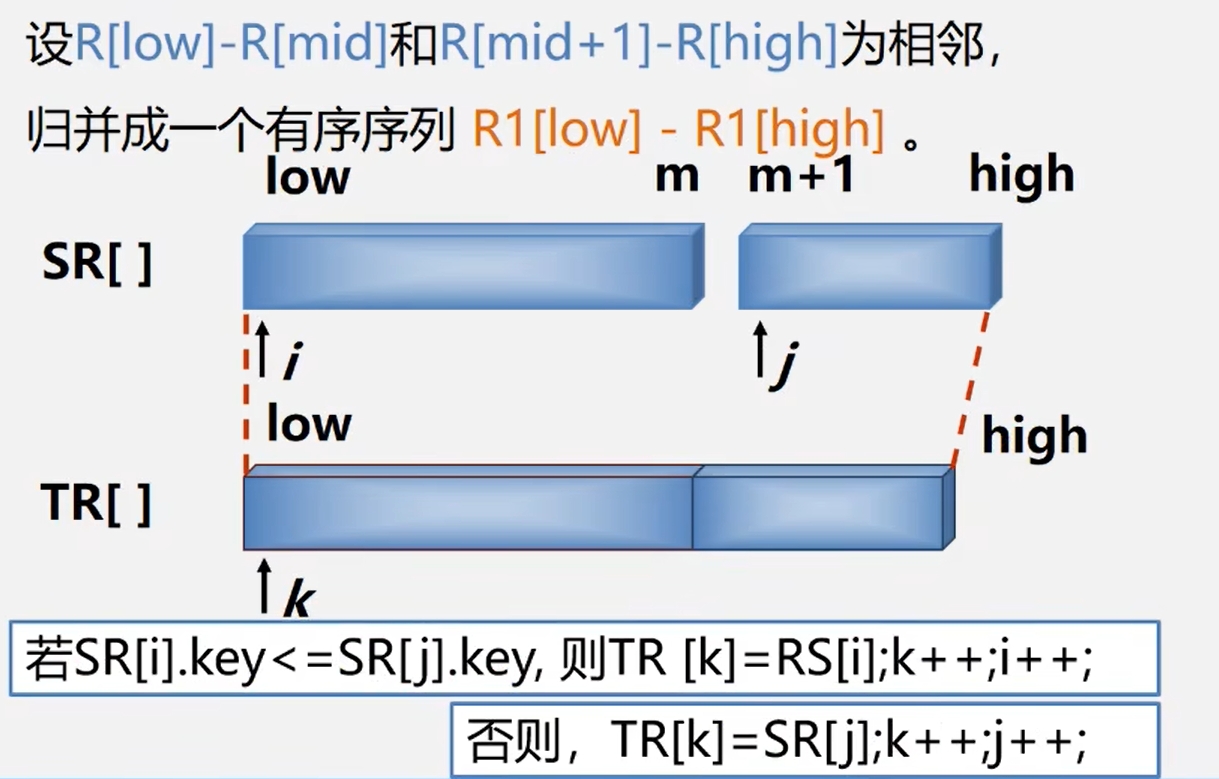 设R[low]-R[mid]和R[mid+1]-R[high]为相邻,
归并成一个有序序列 R1[low] - R1[high] 。
low m m+1 high
SR[ ]
i j
low high
TR[ ]
k
若SR[i].key<=SR[j].key, 则TR [k]=RS[i];k++;i++;
否则，TR[k]=SR[j];k++;j++;